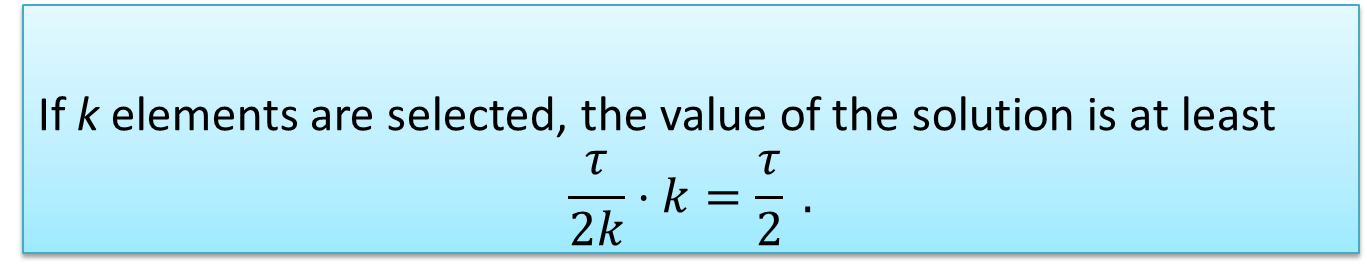 If k elements are selected, the value of the solution is at least
τ/2k · k = τ/2 .